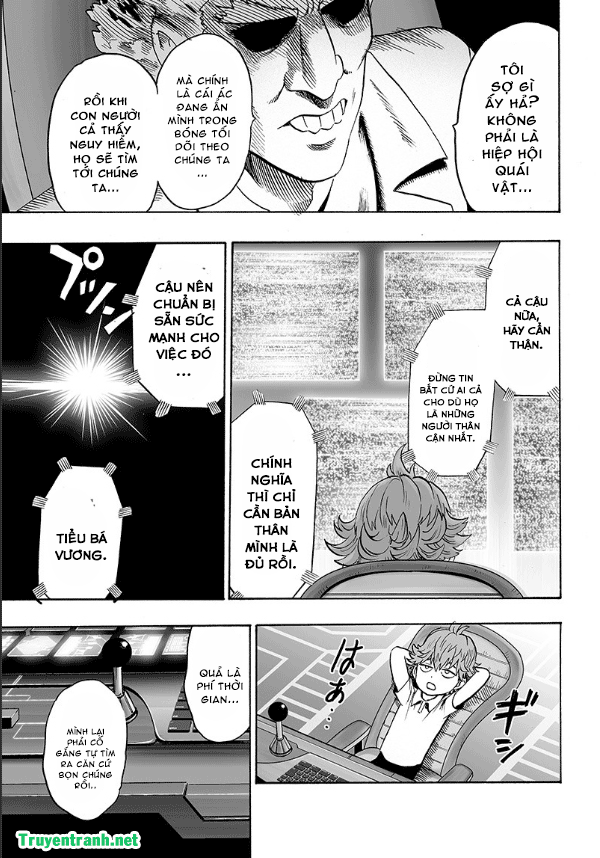 TÔI
SỢ GÌ
ẤY HẢ?
KHÔNG
PHẢI LÀ
HIỆP HỘI
QUÁI
VẬT...
MÀ CHÍNH
LÀ CÁI ÁC
ĐANG ẨN
MÌNH TRONG
BÓNG TỐI
DÕI THEO
CHÚNG TA
...
RỒI KHI
CON NGƯỜI
CẢ THẤY
NGUY HIỂM,
HỌ SẼ TÌM
TỚI CHÚNG
TA...
CẢ CẬU
NỮA,
HÃY CẨN
THẬN.
ĐỪNG TIN
BẤT CỨ AI CẢ
CHO DÙ HỌ
LÀ NHỮNG
NGƯỜI THÂN
CẬN NHẤT.
CHÍNH
NGHĨA
THÌ CHỈ
CẦN BẢN
THÂN
MÌNH LÀ
ĐỦ RỒI.
CẬU NÊN
CHUẨN BỊ
SẴN SỨC
MẠNH CHO
VIỆC ĐÓ
...
プツン
TIỂU BÁ
VƯƠNG.
ギシ
はぁ…
QUẢ LÀ
PHÍ THỜI
GIAN...
MÌNH LẠI
PHẢI CỐ
GẮNG TỰ TÌM
RA CĂN CỨ
BỌN CHÚNG
RỒI..
Truyentranh.net